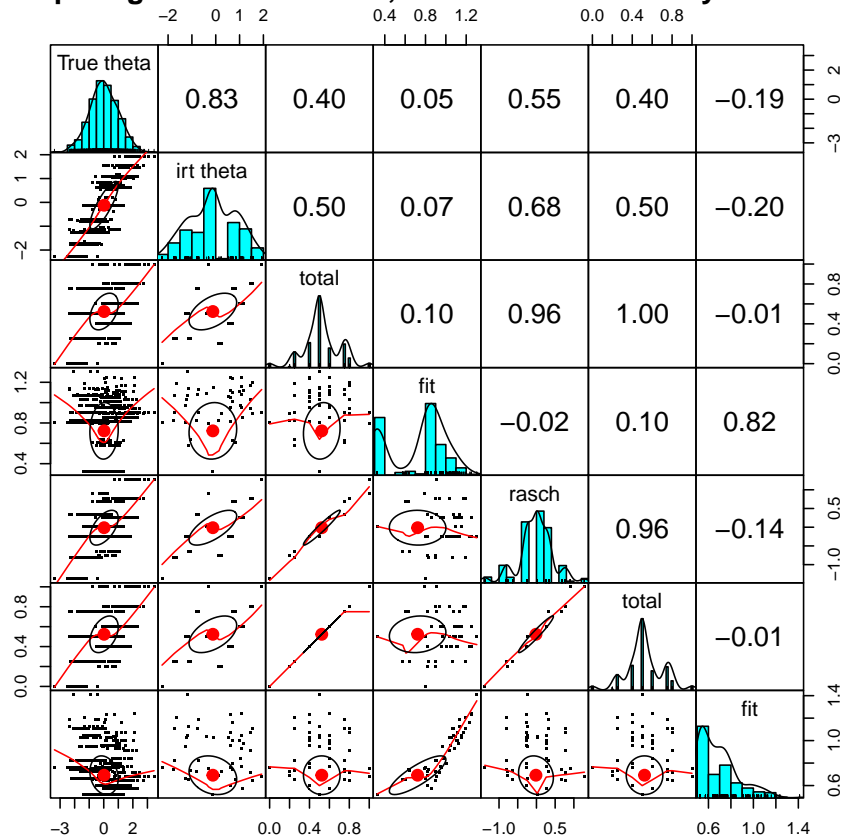 −2 0 1 2 0.4 0.8 1.2 0.0 0.4 0.8
True theta 0.83 0.40 0.05 0.55 0.40 −0.19
−3 0 2
−2 0 1 2
irt theta 0.50 0.07 0.68 0.50 −0.20
total 0.10 0.96 1.00 −0.01
0.0 0.4 0.8
0.4 0.8 1.2
fit −0.02 0.10 0.82
rasch 0.96 −0.14
−1.0 0.5
0.0 0.4 0.8
total −0.01
fit
0.6 1.0 1.4
−3 0 2 0.0 0.4 0.8 −1.0 0.5 0.6 1.0 1.4